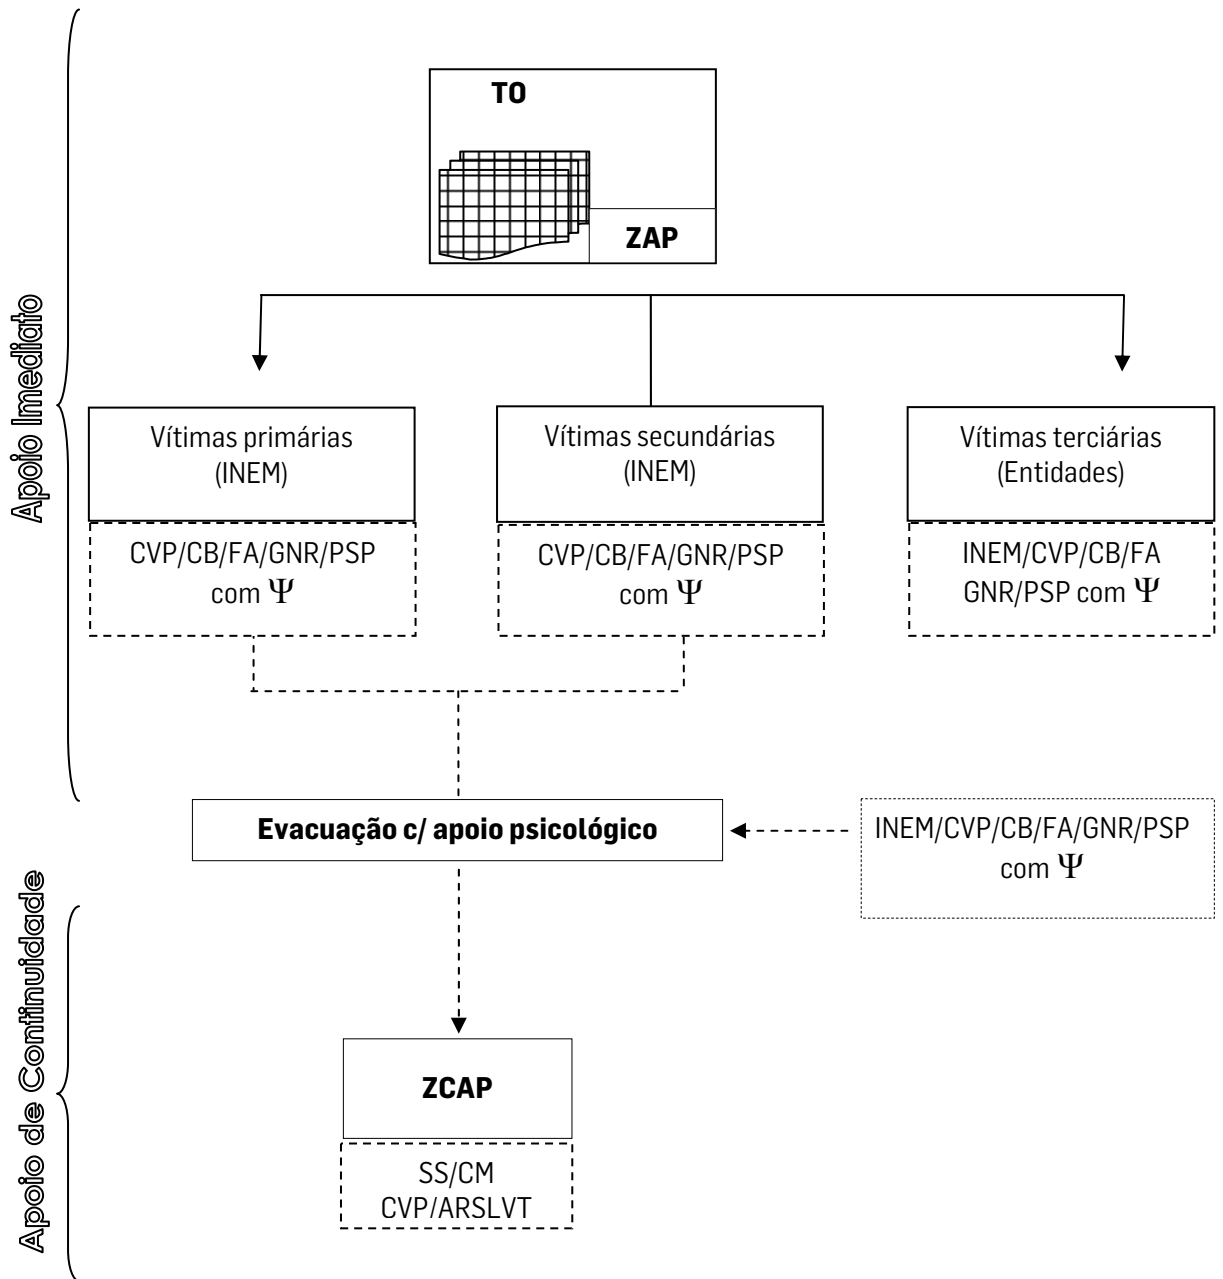 TO
ZAP
Apoio Imediato
Vítimas primárias
(INEM)
CVP/CB/FA/GNR/PSP
com Ψ
Vítimas secundárias
(INEM)
CVP/CB/FA/GNR/PSP
com Ψ
Vítimas terciárias
(Entidades)
INEM/CVP/CB/FA
GNR/PSP com Ψ
Evacuação c/ apoio psicológico
INEM/CVP/CB/FA/GNR/PSP
com Ψ
Apoio de Continuidade
ZCAP
SS/CM
CVP/ARSLVT